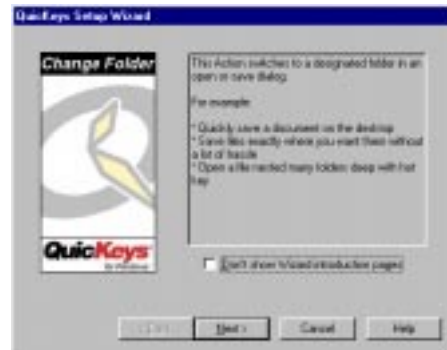 QuicKeys Setup Wizard
Change Folder
This Action switches to a designated folder in an
open or save dialog.
For example:
* Quickly save a document on the desktop
* Save files exactly where you want them without
a lot of hassle
* Open a file nested many folders deep with hot
key
QuicKeys
for Windows
Don't show Wizard introduction pages
Next >
Cancel
Help